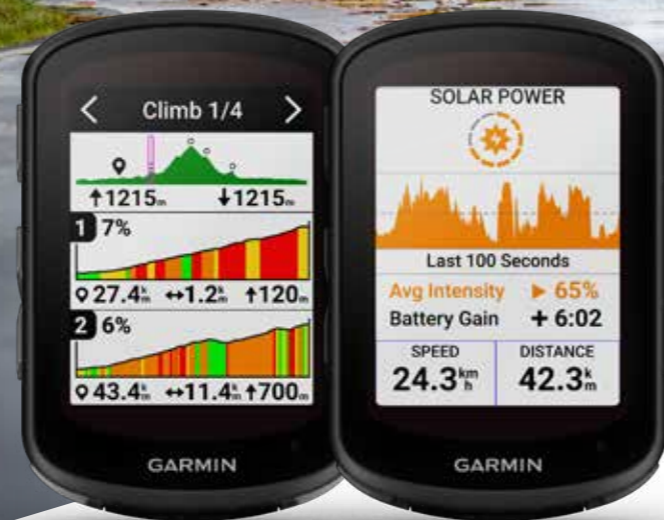 Climb 1/4
↑1215m ↓1215m
1 7%
27.4km ↔1.2km ↑120m
2 6%
43.4km ↔11.4km ↑700m
GARMIN
SOLAR POWER
Last 100 Seconds
Avg Intensity ▶ 65%
Battery Gain + 6:02
SPEED DISTANCE
24.3km/h 42.3km
GARMIN